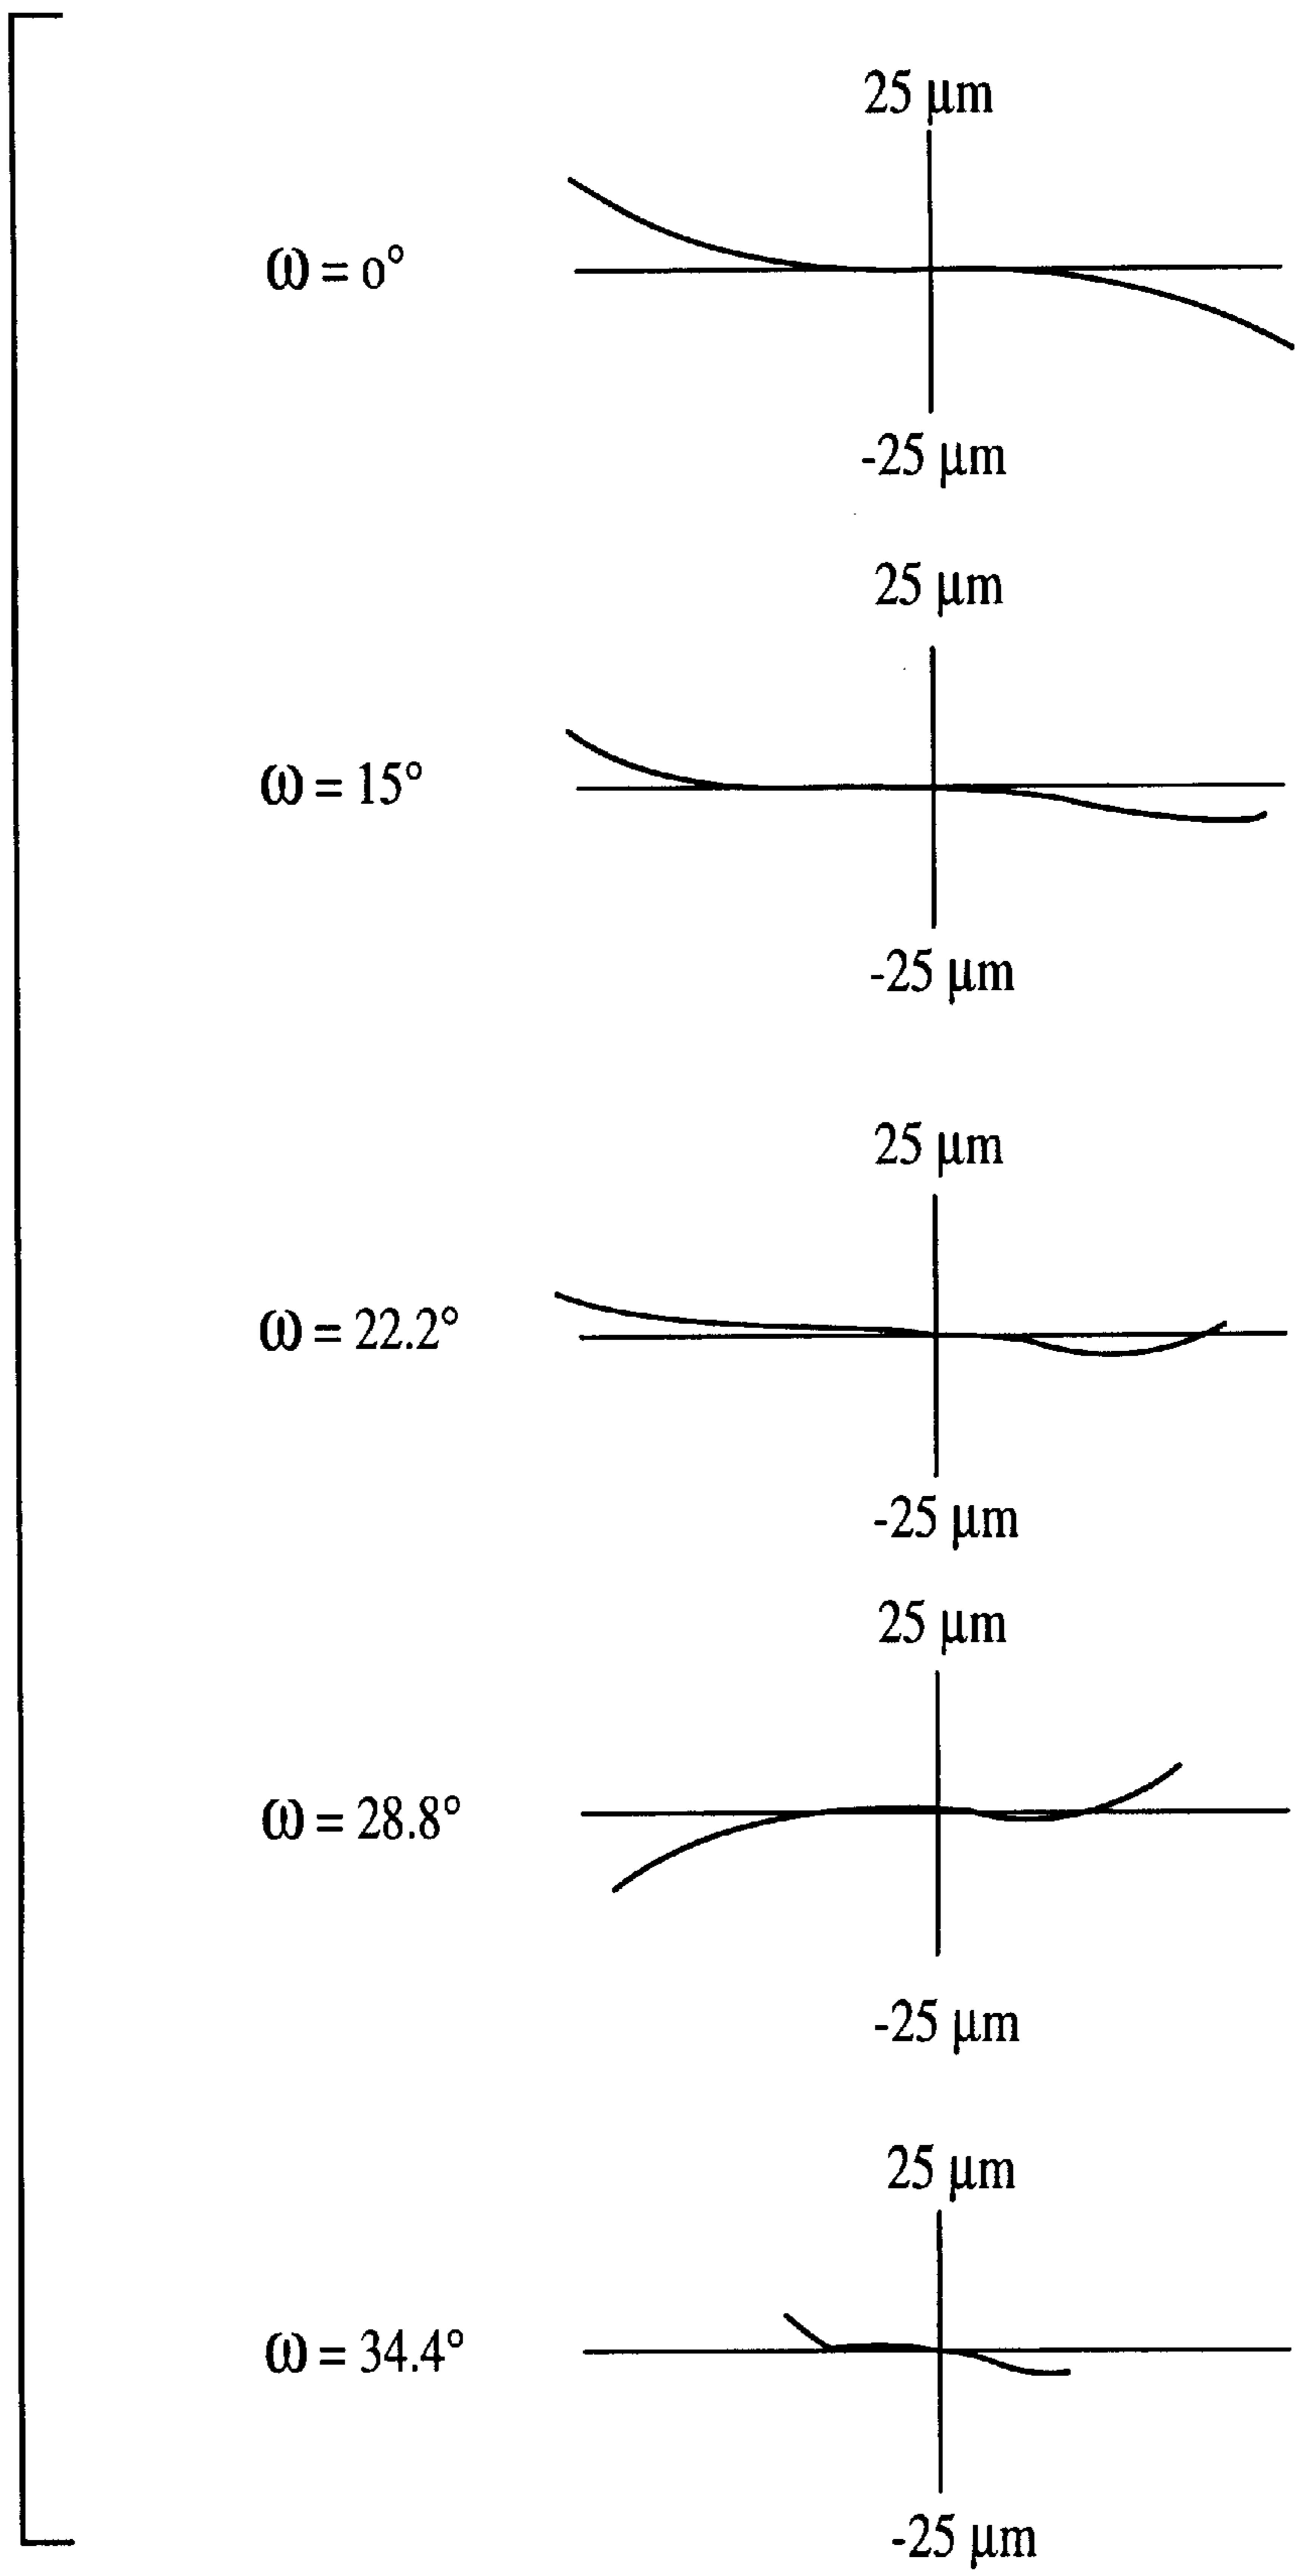 25 μm
ω = o°
-25 μm
25 μm
ω = 15°
-25 μm
25 μm
ω = 22.2°
-25 μm
25 μm
ω = 28.8°
-25 μm
25 μm
ω = 34.4°
-25 μm